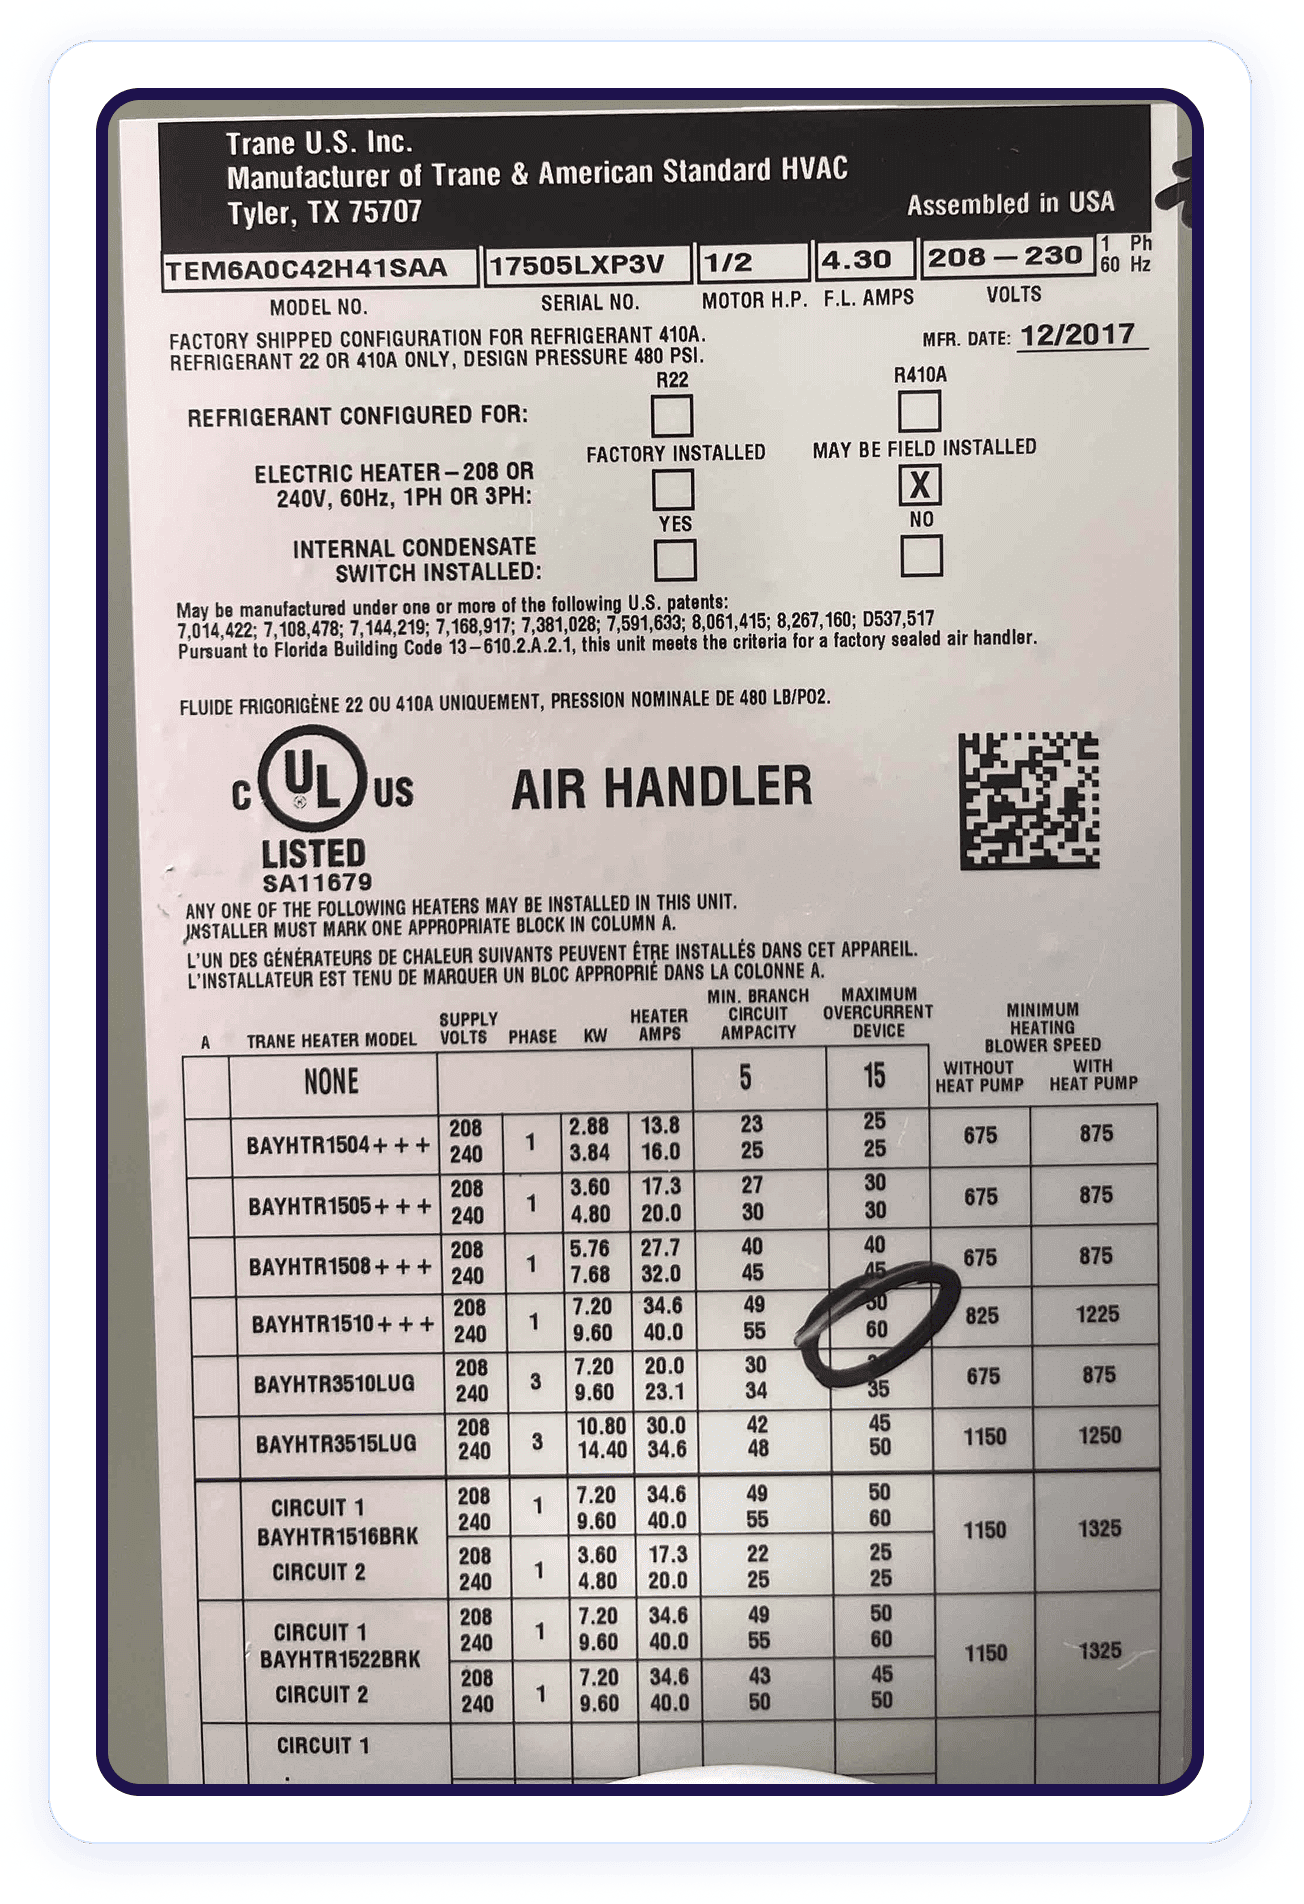 Trane U.S. Inc.
Manufacturer of Trane & American Standard HVAC
Tyler, TX 75707
Assembled in USA
TEM6A0C42H41SAA 17505LXP3V 1/2 4.30 208 – 230 1 Ph
60 Hz
MODEL NO. SERIAL NO. MOTOR H.P. F.L. AMPS VOLTS
FACTORY SHIPPED CONFIGURATION FOR REFRIGERANT 410A.
REFRIGERANT 22 OR 410A ONLY, DESIGN PRESSURE 480 PSI.
MFR. DATE: 12/2017
R22 R410A
REFRIGERANT CONFIGURED FOR:
FACTORY INSTALLED MAY BE FIELD INSTALLED
ELECTRIC HEATER – 208 OR
240V, 60Hz, 1PH OR 3PH: X
YES NO
INTERNAL CONDENSATE
SWITCH INSTALLED:
May be manufactured under one or more of the following U.S. patents:
7,014,422; 7,108,478; 7,144,219; 7,168,917; 7,381,028; 7,591,633; 8,061,415; 8,267,160; D537,517
Pursuant to Florida Building Code 13–610.2.A.2.1, this unit meets the criteria for a factory sealed air handler.
FLUIDE FRIGORIGÈNE 22 OU 410A UNIQUEMENT, PRESSION NOMINALE DE 480 LB/PO2.
C UL ® US
LISTED
SA11679
AIR HANDLER
ANY ONE OF THE FOLLOWING HEATERS MAY BE INSTALLED IN THIS UNIT.
INSTALLER MUST MARK ONE APPROPRIATE BLOCK IN COLUMN A.
L'UN DES GÉNÉRATEURS DE CHALEUR SUIVANTS PEUVENT ÊTRE INSTALLÉS DANS CET APPAREIL.
L'INSTALLATEUR EST TENU DE MARQUER UN BLOC APPROPRIÉ DANS LA COLONNE A.
A TRANE HEATER MODEL
SUPPLY
VOLTS
PHASE
KW
HEATER
AMPS
MIN. BRANCH
CIRCUIT
AMPACITY
MAXIMUM
OVERCURRENT
DEVICE
MINIMUM
HEATING
BLOWER SPEED
WITHOUT
HEAT PUMP
WITH
HEAT PUMP
NONE 5 15
BAYHTR1504+++ 208 1 2.88 13.8 23 25 675 875
240 3.84 16.0 25 25
BAYHTR1505+++ 208 1 3.60 17.3 27 30 675 875
240 4.80 20.0 30 30
BAYHTR1508+++ 208 1 5.76 27.7 40 40 675 875
240 7.68 32.0 45 45
BAYHTR1510+++ 208 1 7.20 34.6 49 50 825 1225
240 9.60 40.0 55 60
BAYHTR3510LUG 208 3 7.20 20.0 30 675 875
240 9.60 23.1 34 35
BAYHTR3515LUG 208 3 10.80 30.0 42 45 1150 1250
240 14.40 34.6 48 50
CIRCUIT 1 208 1 7.20 34.6 49 50
240 9.60 40.0 55 60
BAYHTR1516BRK 1150 1325
CIRCUIT 2 208 1 3.60 17.3 22 25
240 4.80 20.0 25 25
CIRCUIT 1 208 1 7.20 34.6 49 50
240 9.60 40.0 55 60
BAYHTR1522BRK 1150 1325
CIRCUIT 2 208 1 7.20 34.6 43 45
240 9.60 40.0 50 50
CIRCUIT 1